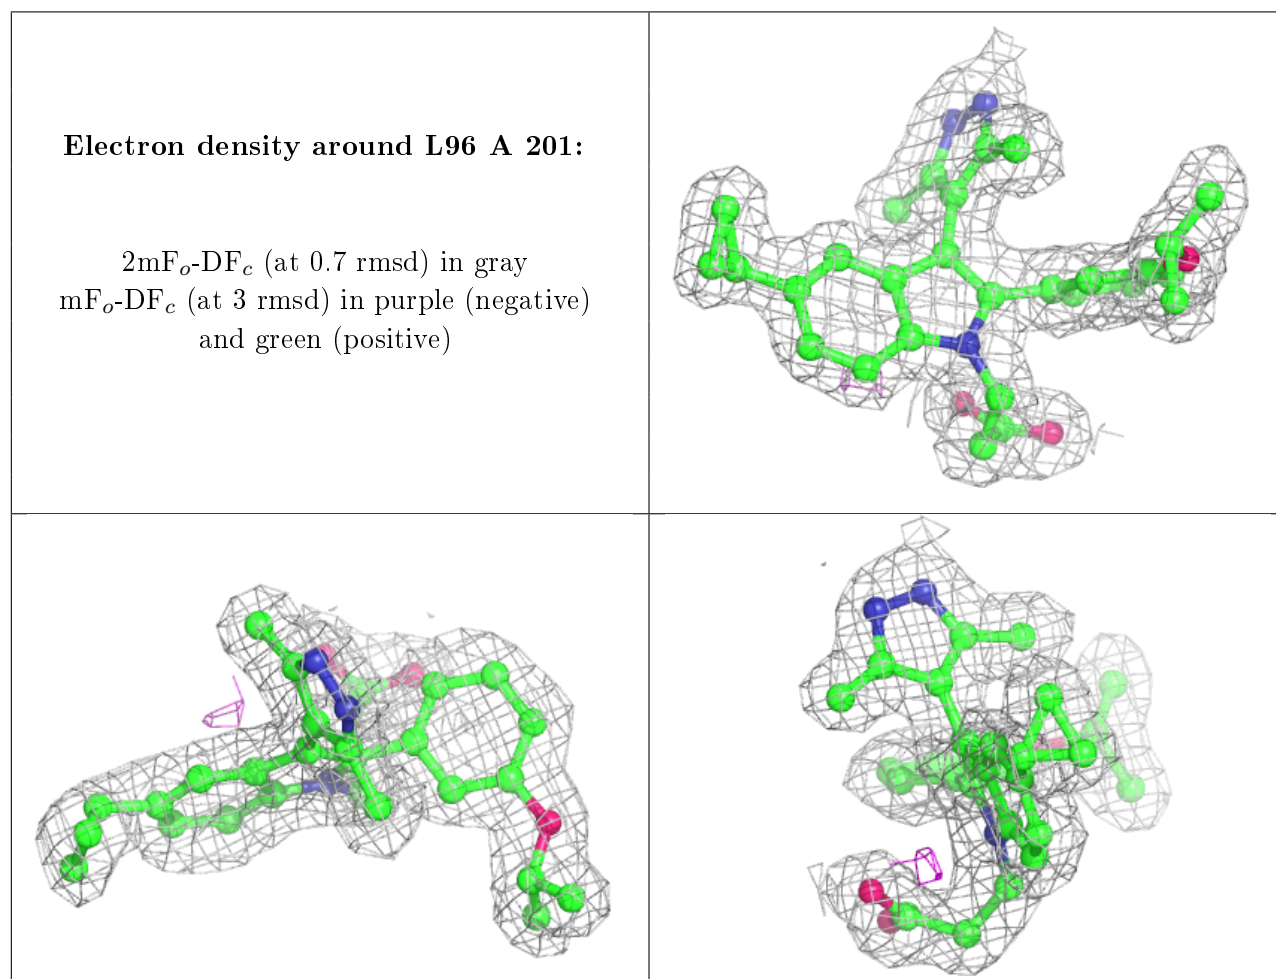 Electron density around L96 A 201:
2mFₒ-DF𝒸 (at 0.7 rmsd) in gray
mFₒ-DF𝒸 (at 3 rmsd) in purple (negative)
and green (positive)